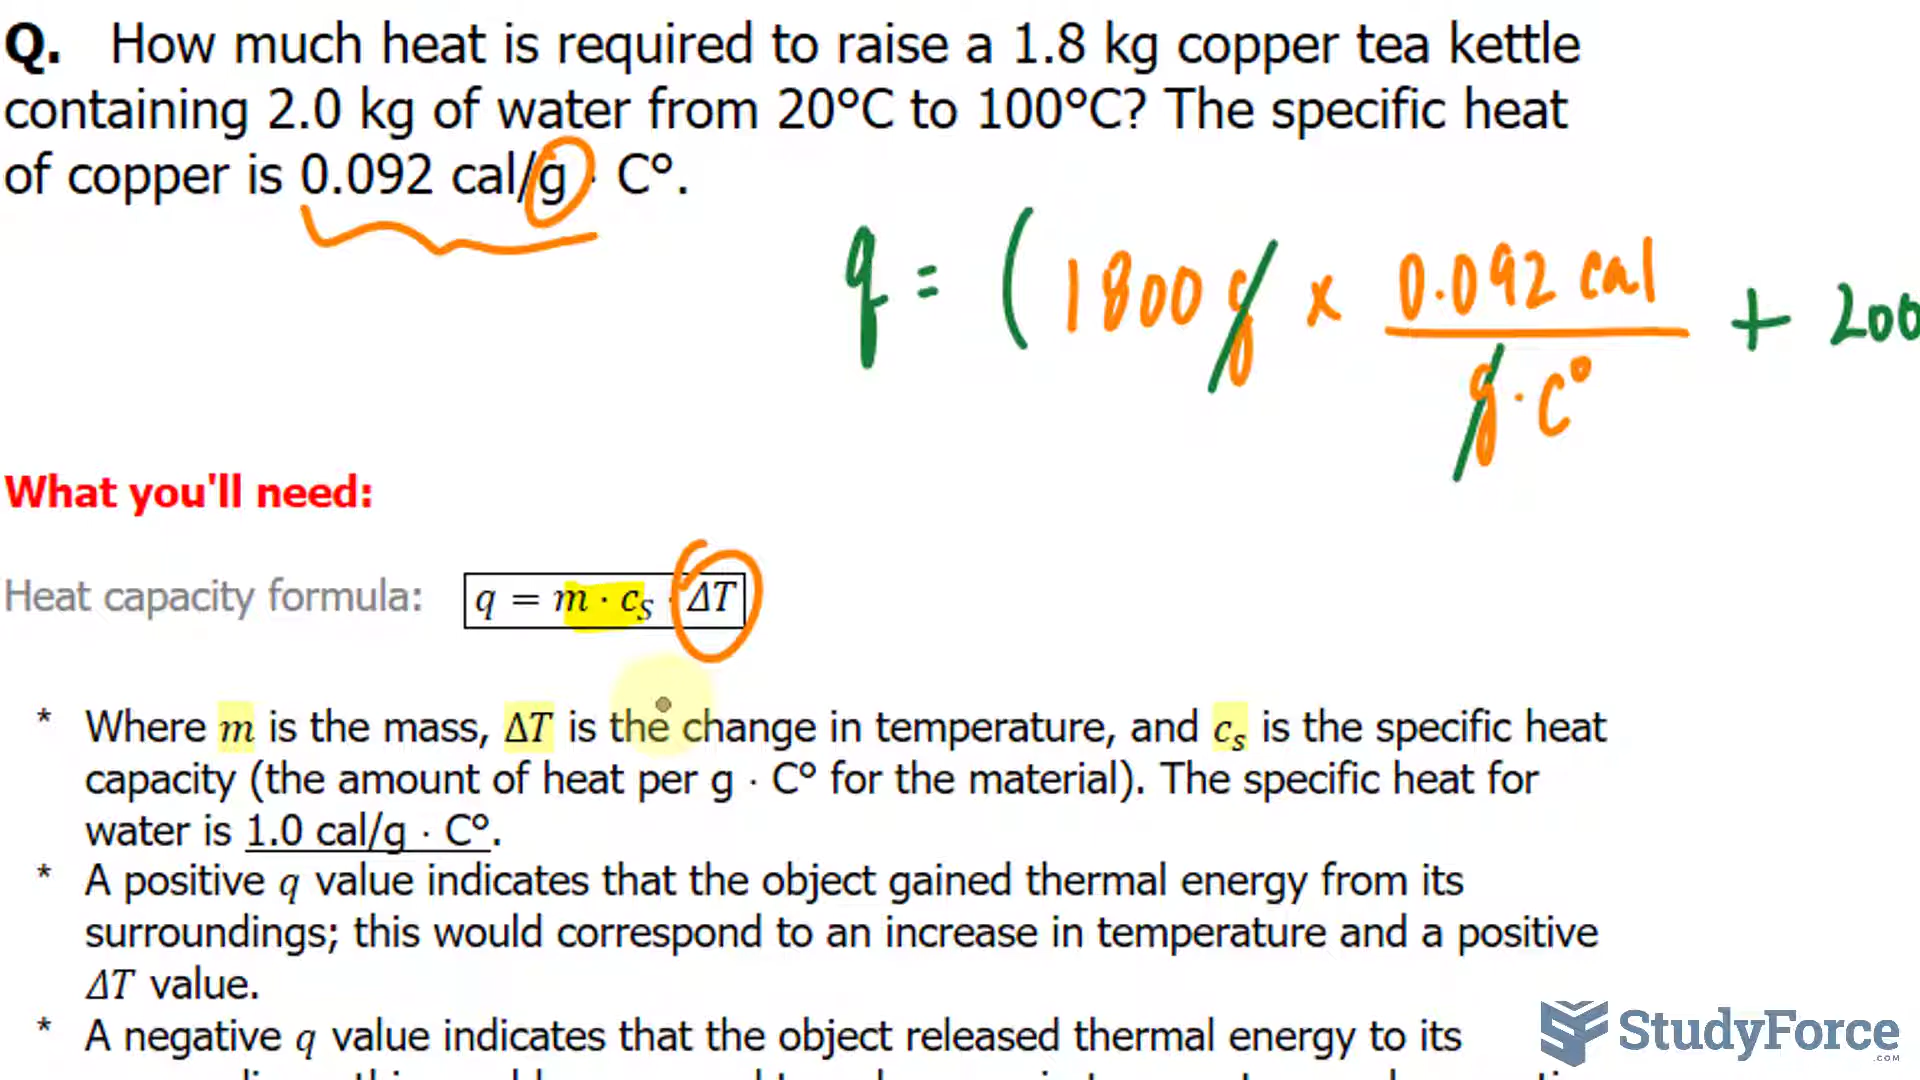 Q. How much heat is required to raise a 1.8 kg copper tea kettle
containing 2.0 kg of water from 20°C to 100°C? The specific heat
of copper is 0.092 cal/g · C°.
q = ( 1800 g × 0.092 cal + 200
g · C°
What you'll need:
Heat capacity formula: q = m · cS · ΔT
* Where m is the mass, ΔT is the change in temperature, and cs is the specific heat
capacity (the amount of heat per g · C° for the material). The specific heat for
water is 1.0 cal/g · C°.
* A positive q value indicates that the object gained thermal energy from its
surroundings; this would correspond to an increase in temperature and a positive
ΔT value.
* A negative q value indicates that the object released thermal energy to its
StudyForce
.COM